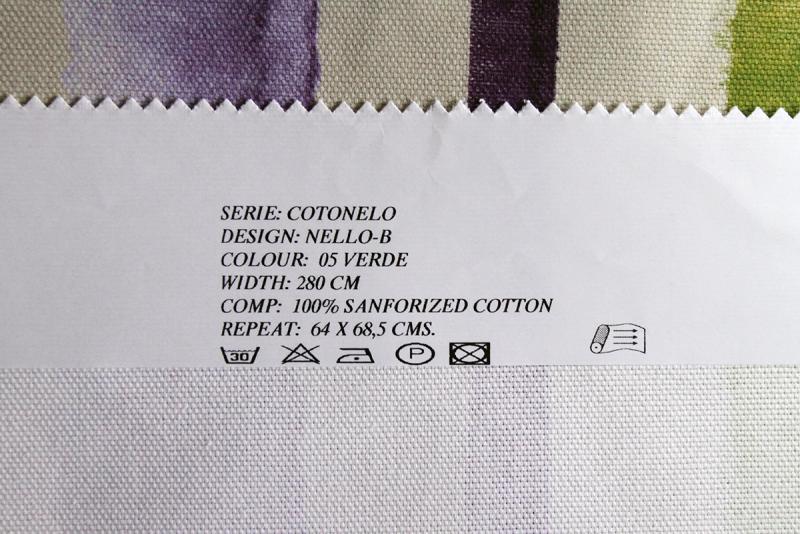 SERIE: COTONELO
DESIGN: NELLO-B
COLOUR: 05 VERDE
WIDTH: 280 CM
COMP: 100% SANFORIZED COTTON
REPEAT: 64 X 68,5 CMS.
30 P